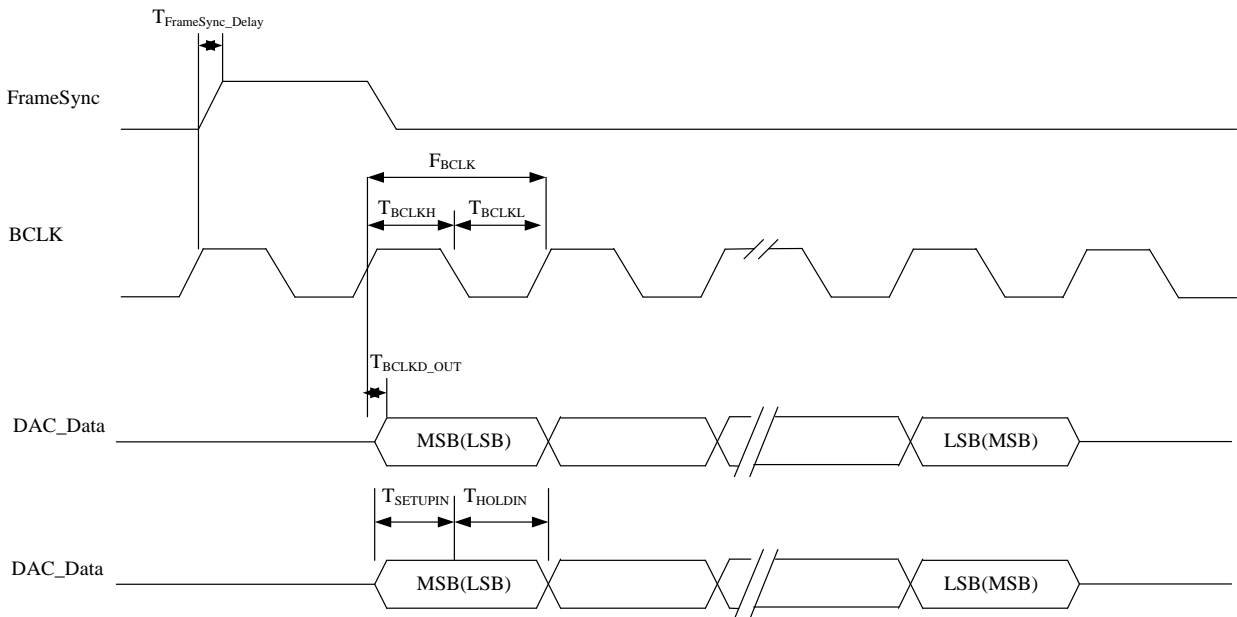 TFrameSync_Delay
FrameSync
FBCLK
TBCLKH TBCLKL
BCLK
TBCLKD_OUT
DAC_Data MSB(LSB) LSB(MSB)
TSETUPIN THOLDIN
DAC_Data MSB(LSB) LSB(MSB)